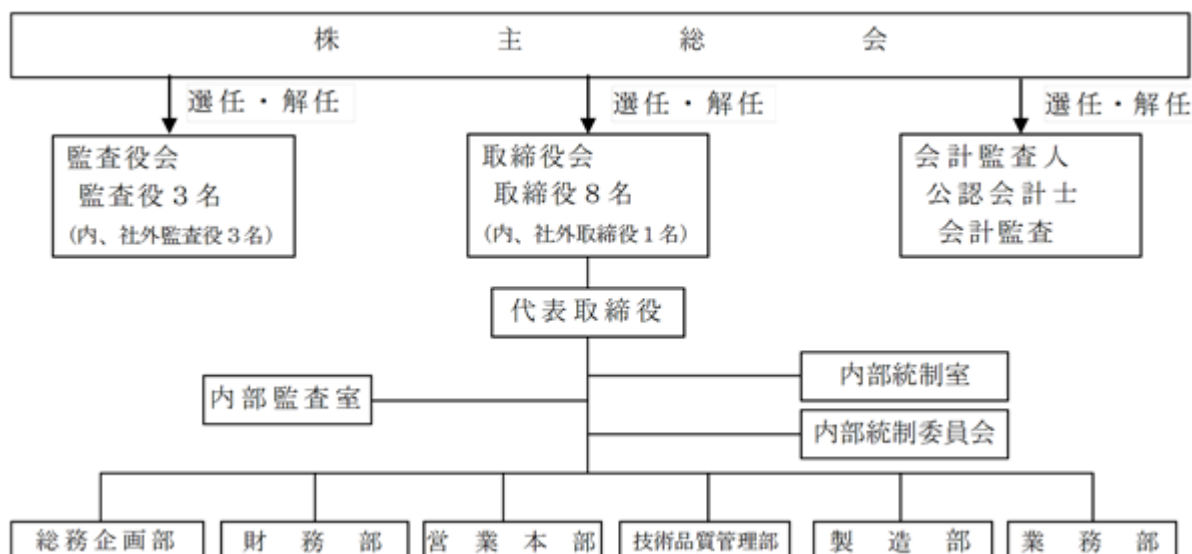 株主総会
選任・解任
選任・解任
選任・解任
監査役会
監査役3名
(内、社外監査役3名)
取締役会
取締役8名
(内、社外取締役1名)
会計監査人
公認会計士
会計監査
代表取締役
内部統制室
内部監査室
内部統制委員会
総務企画部
財務部
営業本部
技術品質管理部
製造部
業務部